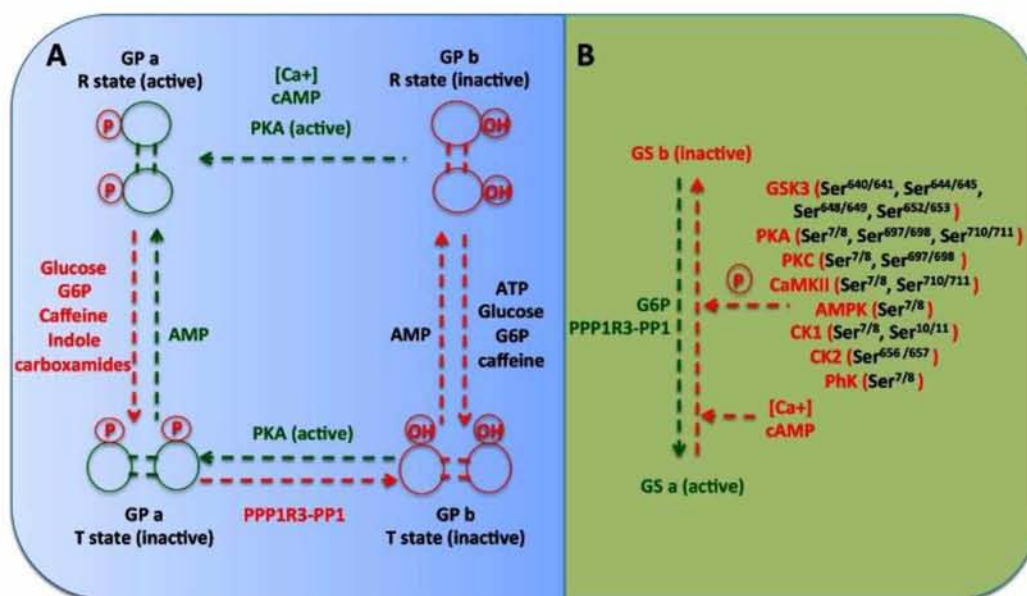 A
GP a
R state (active)
P
P
[Ca+]
cAMP
PKA (active)
GP b
R state (inactive)
OH
OH
Glucose
G6P
Caffeine
Indole
carboxamides
AMP
AMP
ATP
Glucose
G6P
caffeine
P
P
PKA (active)
PPP1R3-PP1
OH
OH
GP a
T state (inactive)
GP b
T state (inactive)
B
GS b (inactive)
G6P
PPP1R3-PP1
P
GSK3 (Ser640/641, Ser644/645,
Ser648/649, Ser652/653)
PKA (Ser7/8, Ser697/698, Ser710/711)
PKC (Ser7/8, Ser697/698)
CaMKII (Ser7/8, Ser710/711)
AMPK (Ser7/8)
CK1 (Ser7/8, Ser10/11)
CK2 (Ser656 /657)
PhK (Ser7/8)
[Ca+]
cAMP
GS a (active)